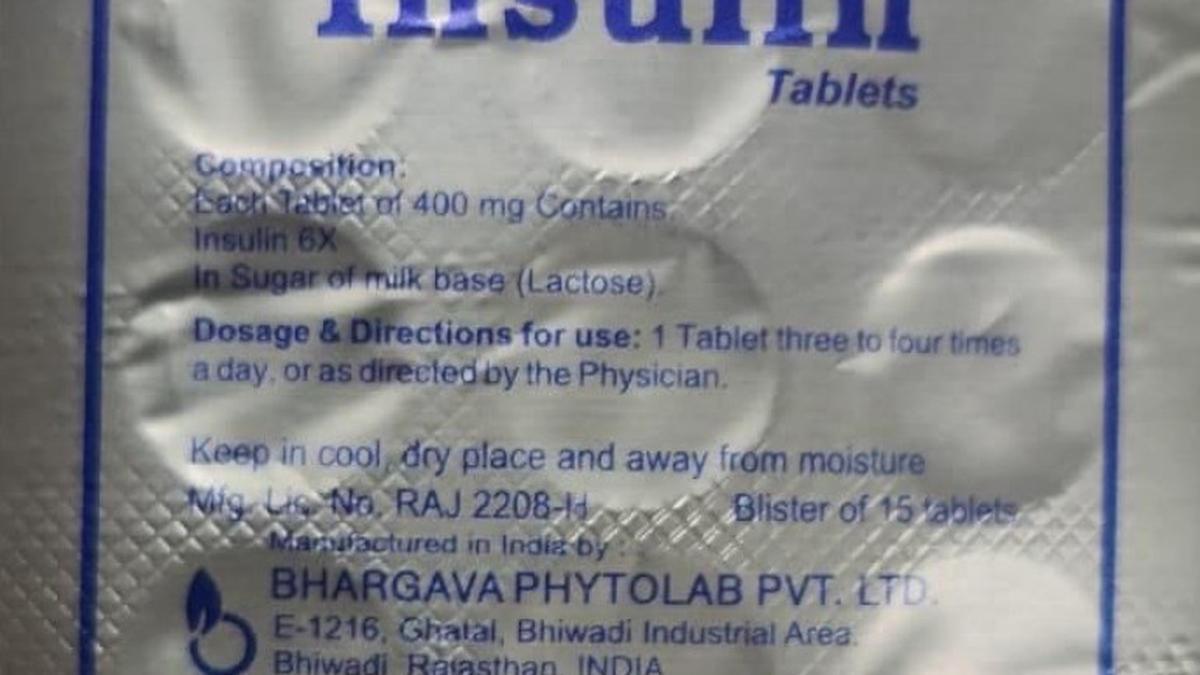 Insulin
Tablets
Composition:
Each Tablet of 400 mg Contains
Insulin 6X
In Sugar of milk base (Lactose).
Dosage & Directions for use: 1 Tablet three to four times
a day, or as directed by the Physician.
Keep in cool, dry place and away from moisture
Mfg. Lic. No. RAJ 2208-H
Blister of 15 tablets
Manufactured in India by :
BHARGAVA PHYTOLAB PVT. LTD.
E-1216, Ghatal, Bhiwadi Industrial Area.
Bhiwadi, Rajasthan, INDIA